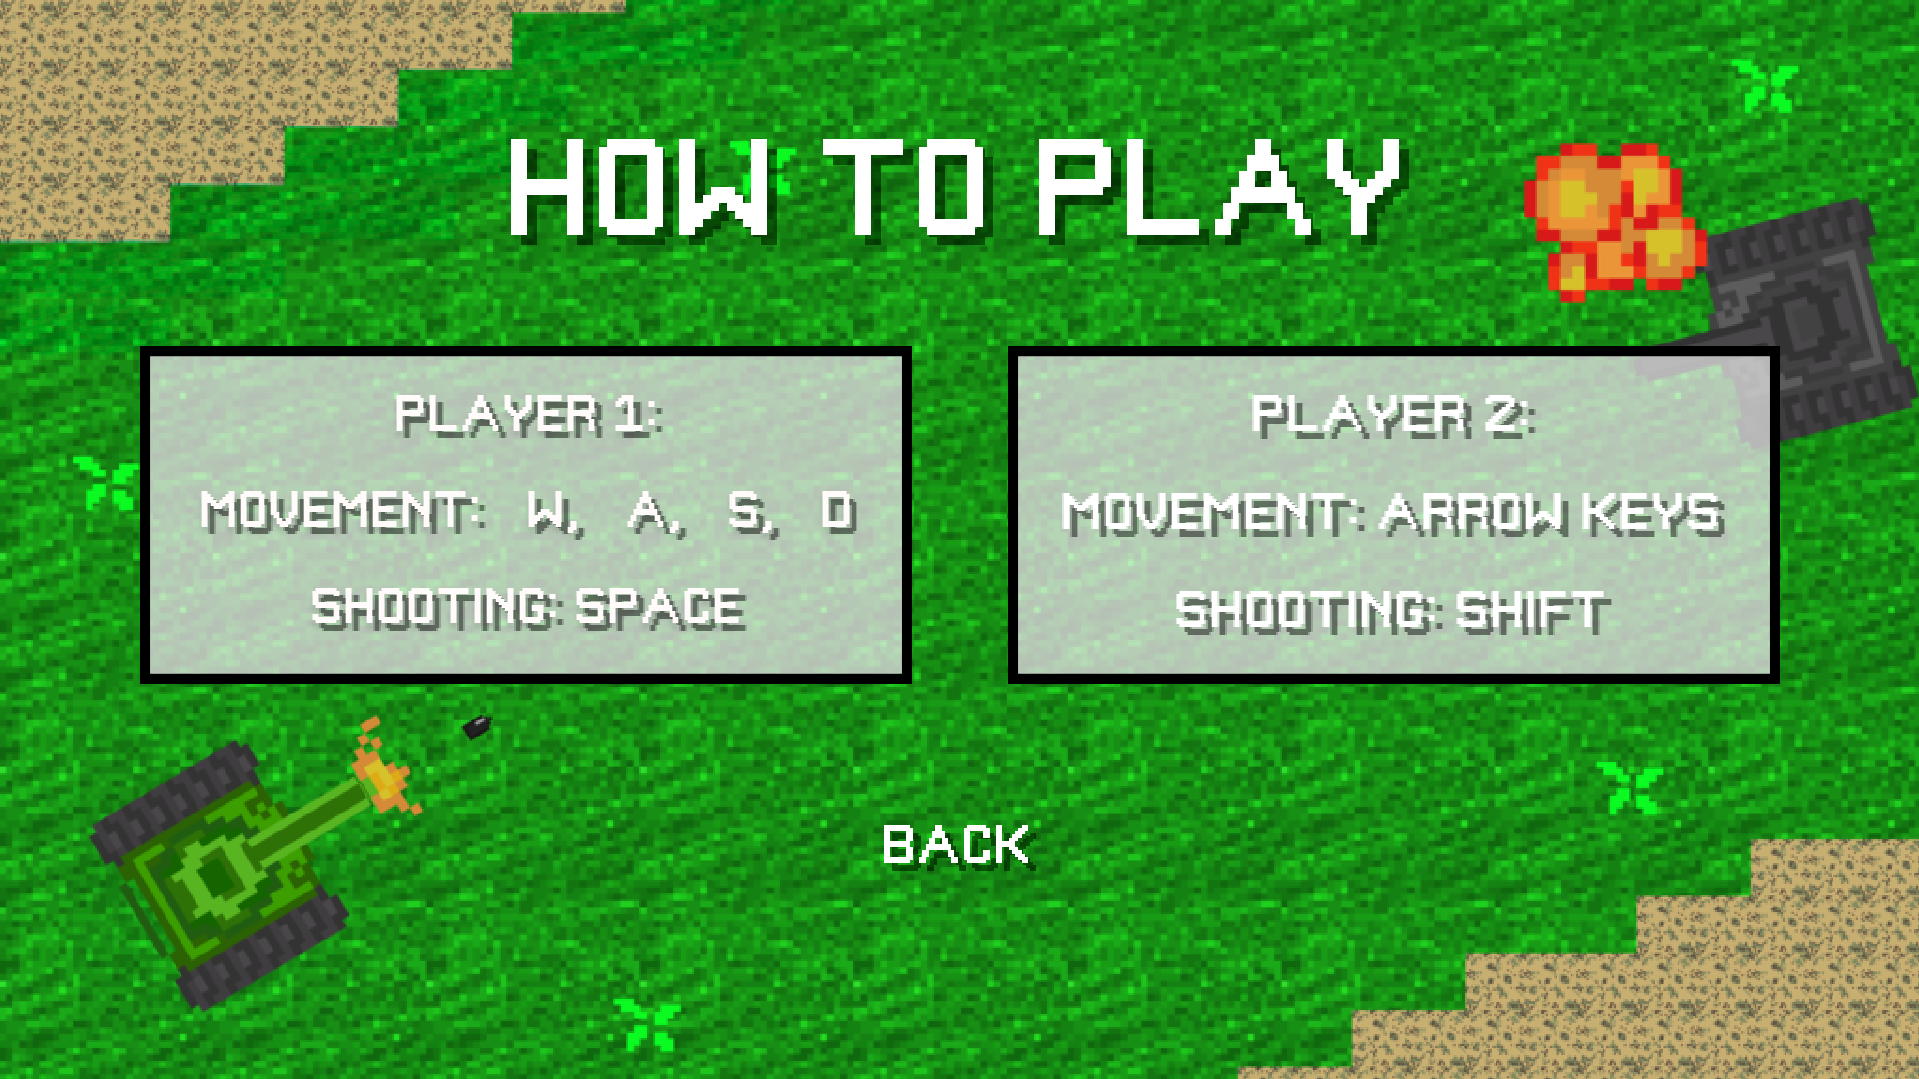 HOW TO PLAY
PLAYER 1:
MOVEMENT: W, A, S, D
SHOOTING: SPACE
PLAYER 2:
MOVEMENT: ARROW KEYS
SHOOTING: SHIFT
BACK